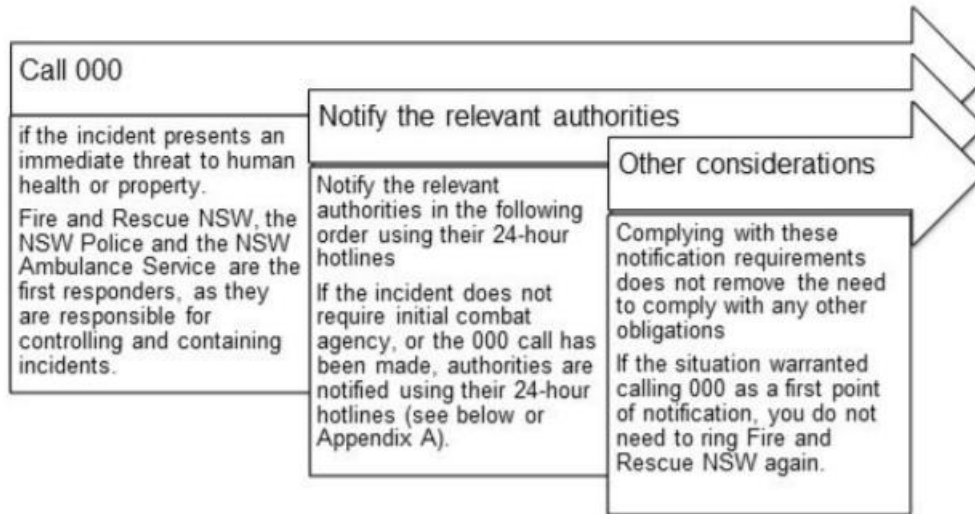 Call 000
if the incident presents an
immediate threat to human
health or property.
Fire and Rescue NSW, the
NSW Police and the NSW
Ambulance Service are the
first responders, as they
are responsible for
controlling and containing
incidents.
Notify the relevant authorities
Notify the relevant
authorities in the following
order using their 24-hour
hotlines
If the incident does not
require initial combat
agency, or the 000 call has
been made, authorities are
notified using their 24-hour
hotlines (see below or
Appendix A).
Other considerations
Complying with these
notification requirements
does not remove the need
to comply with any other
obligations
If the situation warranted
calling 000 as a first point
of notification, you do not
need to ring Fire and
Rescue NSW again.